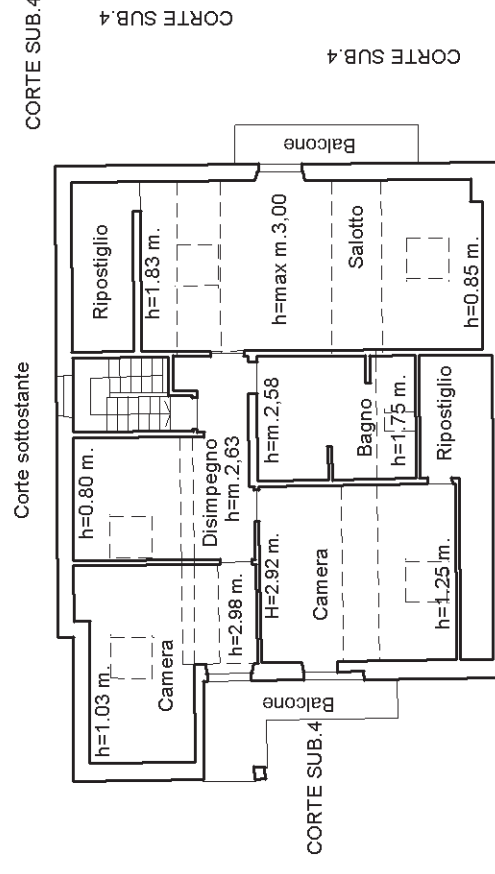 CORTE SUB.4
CORTE SUB.4
CORTE SUB.4
Balcone
Corte sottostante
Ripostiglio
h=1.83 m.
h=max m.3,00
Salotto
h=0.85 m.
h=0.80 m.
Disimpegno
h=m.2,63
h=m.2,58
Bagno
h=1.75 m.
Ripostiglio
h=1.03 m.
Camera
h=2.98 m.
H=2.92 m.
Camera
h=1.25 m.
Balcone
CORTE SUB.4